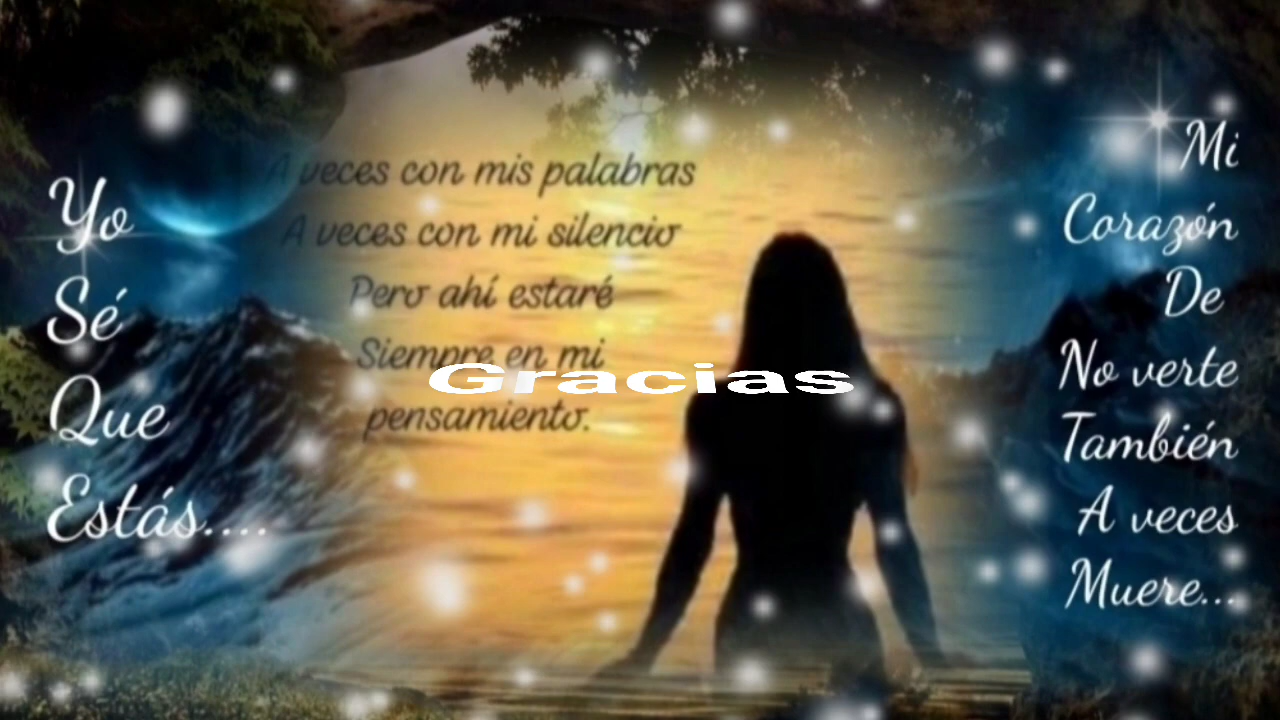 Yo
Sé
Que
Estás....
A veces con mis palabras
A veces con mi silencio
Pero ahí estaré
Siempre en mi
pensamiento.
Gracias
Mi
Corazón
De
No verte
También
A veces
Muere...